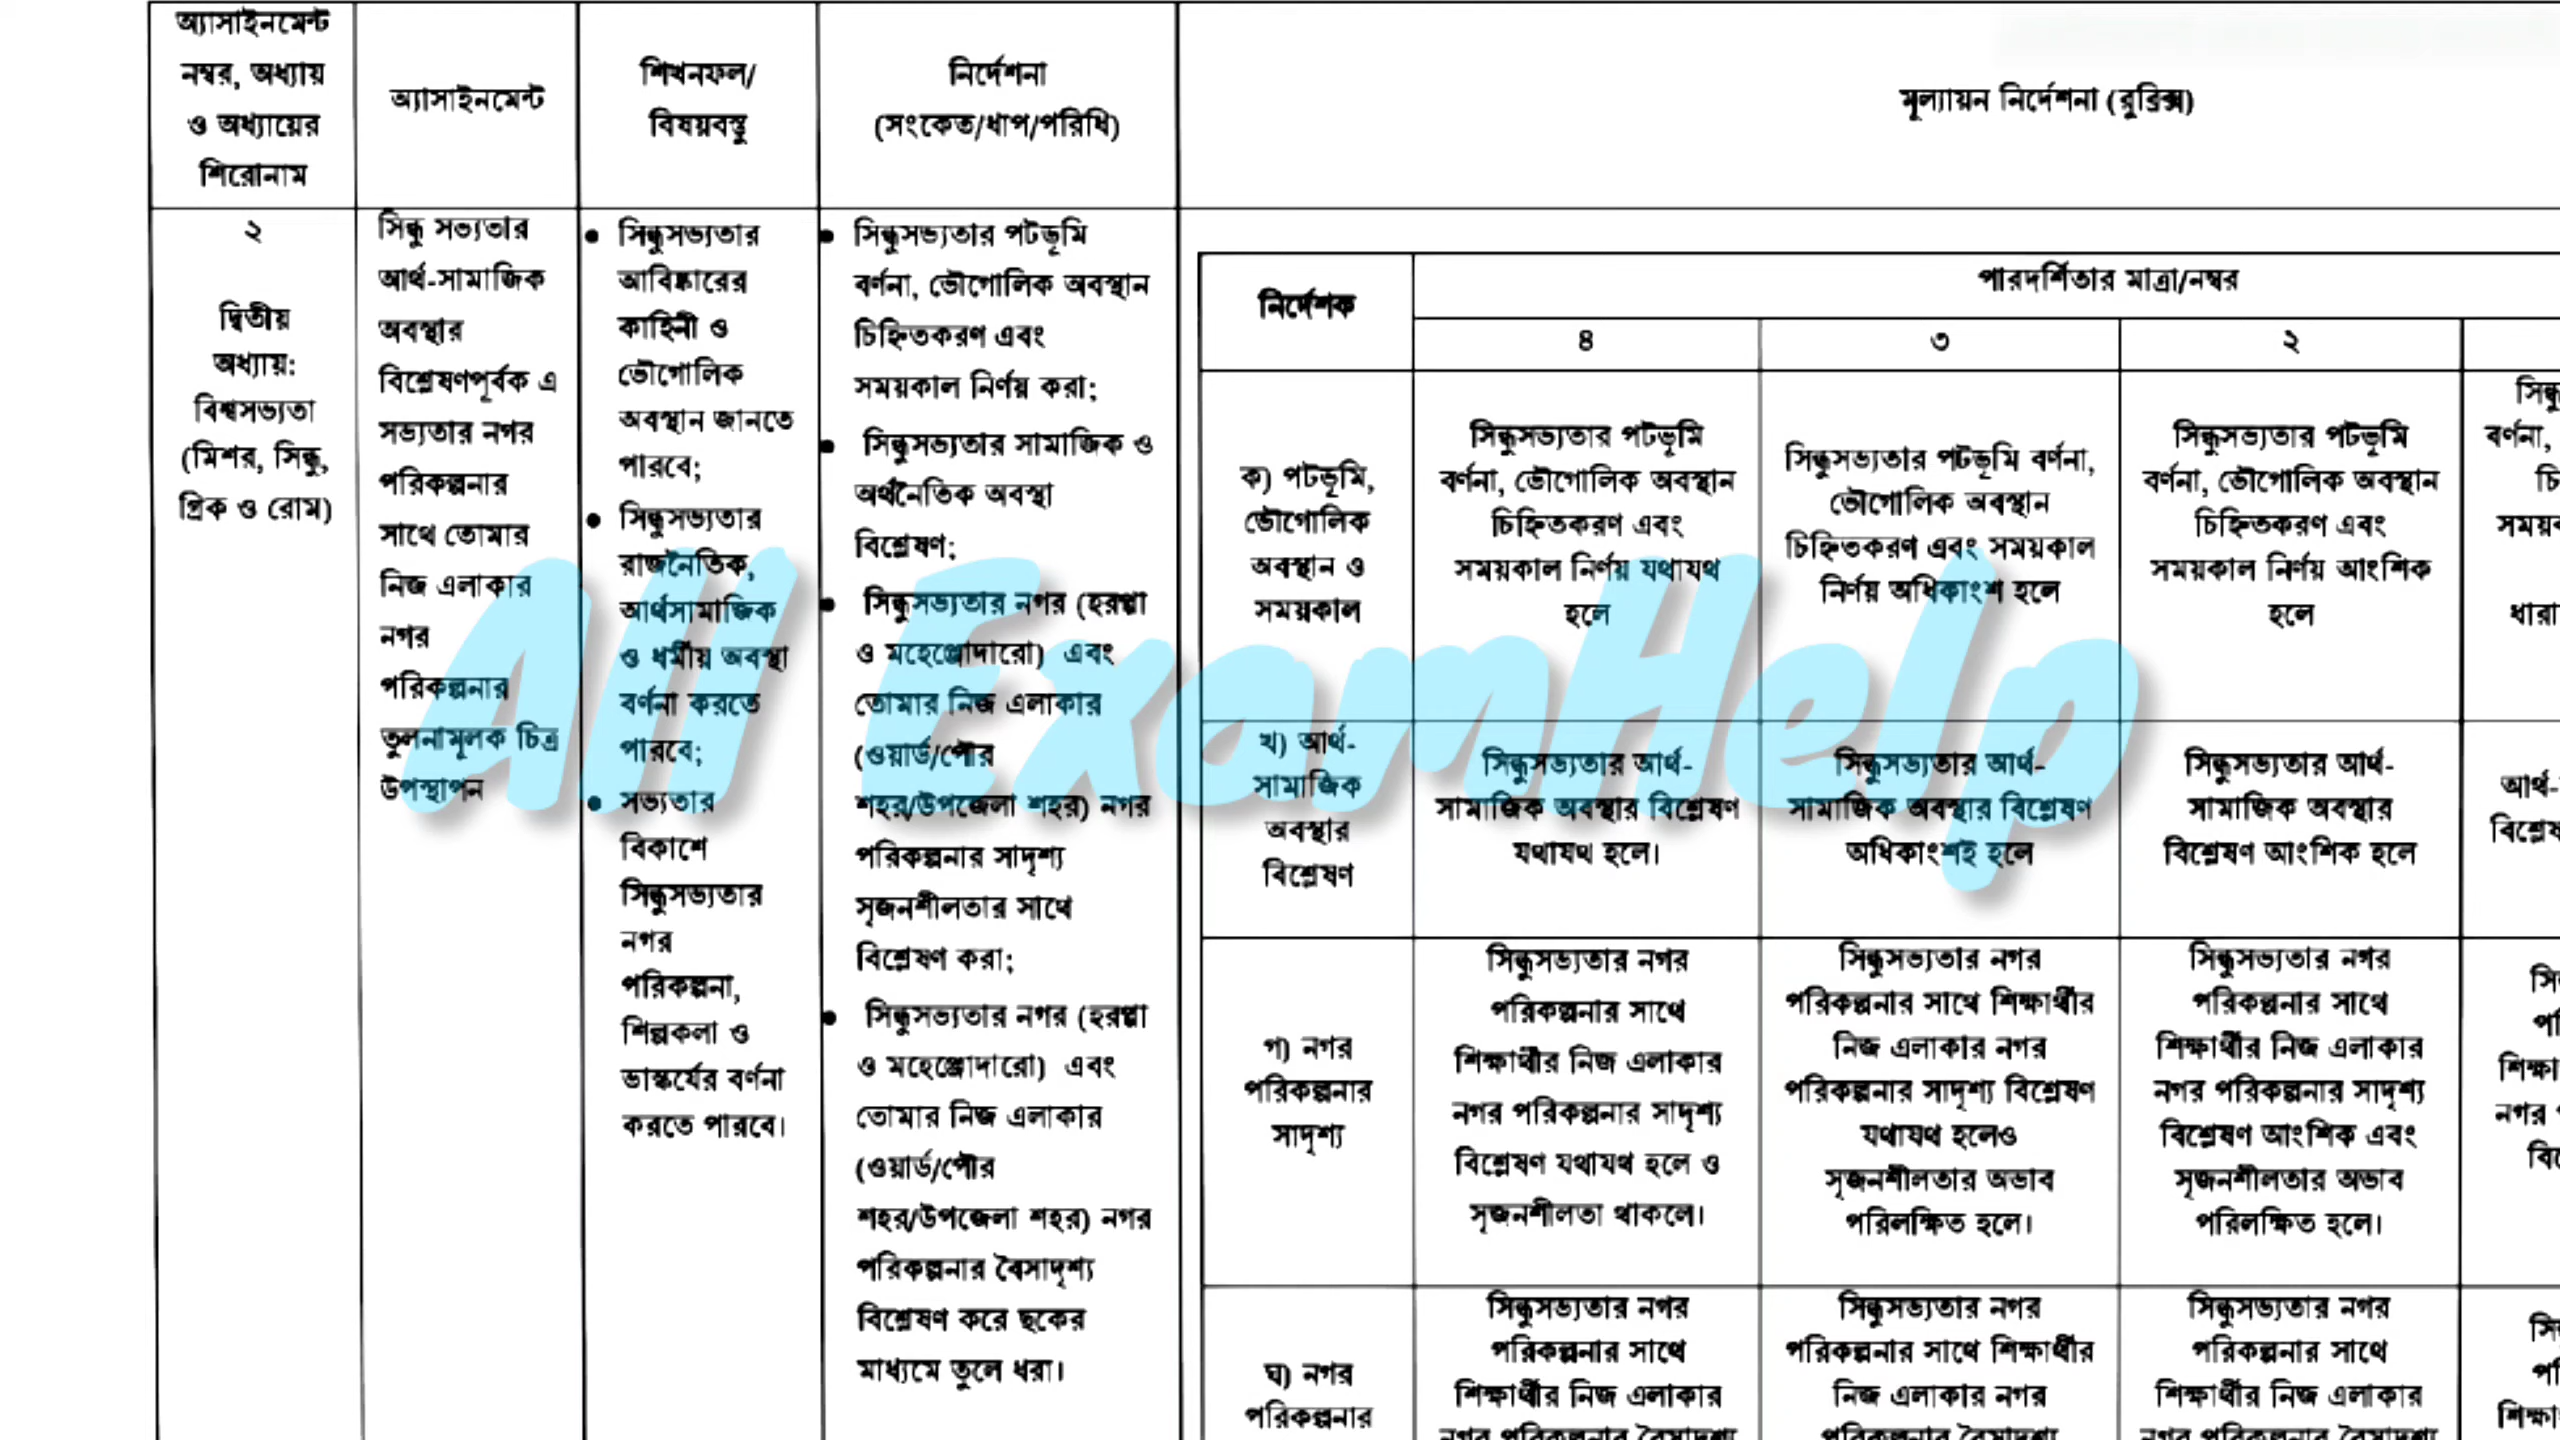 অ্যাসাইনমেন্ট
নম্বর, অধ্যায়
ও অধ্যায়ের
শিরোনাম
অ্যাসাইনমেন্ট
শিখনফল/
বিষয়বস্তু
নির্দেশনা
(সংকেত/ধাপ/পরিধি)
মূল্যায়ন নির্দেশনা (রুব্রিক্স)
২
দ্বিতীয়
অধ্যায়:
বিশ্বসভ্যতা
(মিশর, সিন্ধু,
গ্রিক ও রোম)
সিন্ধু সভ্যতার
আর্থ-সামাজিক
অবস্থার
বিশ্লেষণপূর্বক এ
সভ্যতার নগর
পরিকল্পনার
সাথে তোমার
নিজ এলাকার
নগর
পরিকল্পনার
তুলনামূলক চিত্র
উপস্থাপন
● সিন্ধুসভ্যতার
আবিষ্কারের
কাহিনী ও
ভৌগোলিক
অবস্থান জানতে
পারবে;
● সিন্ধুসভ্যতার
রাজনৈতিক,
আর্থসামাজিক
ও ধর্মীয় অবস্থা
বর্ণনা করতে
পারবে;
● সভ্যতার
বিকাশে
সিন্ধুসভ্যতার
নগর
পরিকল্পনা,
শিল্পকলা ও
ভাস্কর্যের বর্ণনা
করতে পারবে।
● সিন্ধুসভ্যতার পটভূমি
বর্ণনা, ভৌগোলিক অবস্থান
চিহ্নিতকরণ এবং
সময়কাল নির্ণয় করা;
● সিন্ধুসভ্যতার সামাজিক ও
অর্থনৈতিক অবস্থা
বিশ্লেষণ;
● সিন্ধুসভ্যতার নগর (হরপ্পা
ও মহেঞ্জোদারো) এবং
তোমার নিজ এলাকার
(ওয়ার্ড/পৌর
শহর/উপজেলা শহর) নগর
পরিকল্পনার সাদৃশ্য
সৃজনশীলতার সাথে
বিশ্লেষণ করা;
● সিন্ধুসভ্যতার নগর (হরপ্পা
ও মহেঞ্জোদারো) এবং
তোমার নিজ এলাকার
(ওয়ার্ড/পৌর
শহর/উপজেলা শহর) নগর
পরিকল্পনার বৈসাদৃশ্য
বিশ্লেষণ করে ছকের
মাধ্যমে তুলে ধরা।
নির্দেশক
পারদর্শিতার মাত্রা/নম্বর
৪
৩
২
ক) পটভূমি,
ভৌগোলিক
অবস্থান ও
সময়কাল
সিন্ধুসভ্যতার পটভূমি
বর্ণনা, ভৌগোলিক অবস্থান
চিহ্নিতকরণ এবং
সময়কাল নির্ণয় যথাযথ
হলে
সিন্ধুসভ্যতার পটভূমি বর্ণনা,
ভৌগোলিক অবস্থান
চিহ্নিতকরণ এবং সময়কাল
নির্ণয় অধিকাংশ হলে
সিন্ধুসভ্যতার পটভূমি
বর্ণনা, ভৌগোলিক অবস্থান
চিহ্নিতকরণ এবং
সময়কাল নির্ণয় আংশিক
হলে
বর্ণনা,
খ) আর্থ-
সামাজিক
অবস্থার
বিশ্লেষণ
সিন্ধুসভ্যতার আর্থ-
সামাজিক অবস্থার বিশ্লেষণ
যথাযথ হলে।
সিন্ধুসভ্যতার আর্থ-
সামাজিক অবস্থার বিশ্লেষণ
অধিকাংশই হলে
সিন্ধুসভ্যতার আর্থ-
সামাজিক অবস্থার
বিশ্লেষণ আংশিক হলে
আর্থ-
গ) নগর
পরিকল্পনার
সাদৃশ্য
সিন্ধুসভ্যতার নগর
পরিকল্পনার সাথে
শিক্ষার্থীর নিজ এলাকার
নগর পরিকল্পনার সাদৃশ্য
বিশ্লেষণ যথাযথ হলে ও
সৃজনশীলতা থাকলে।
সিন্ধুসভ্যতার নগর
পরিকল্পনার সাথে শিক্ষার্থীর
নিজ এলাকার নগর
পরিকল্পনার সাদৃশ্য বিশ্লেষণ
যথাযথ হলেও
সৃজনশীলতার অভাব
পরিলক্ষিত হলে।
সিন্ধুসভ্যতার নগর
পরিকল্পনার সাথে
শিক্ষার্থীর নিজ এলাকার
নগর পরিকল্পনার সাদৃশ্য
বিশ্লেষণ আংশিক এবং
সৃজনশীলতার অভাব
পরিলক্ষিত হলে।
নগর
ঘ) নগর
পরিকল্পনার
সিন্ধুসভ্যতার নগর
পরিকল্পনার সাথে
শিক্ষার্থীর নিজ এলাকার
নগর পরিকল্পনার বৈসাদৃশ্য
সিন্ধুসভ্যতার নগর
পরিকল্পনার সাথে শিক্ষার্থীর
নিজ এলাকার নগর
পরিকল্পনার বৈসাদৃশ্য
সিন্ধুসভ্যতার নগর
পরিকল্পনার সাথে
শিক্ষার্থীর নিজ এলাকার
নগর পরিকল্পনার বৈসাদৃশ্য
All ExamHelp